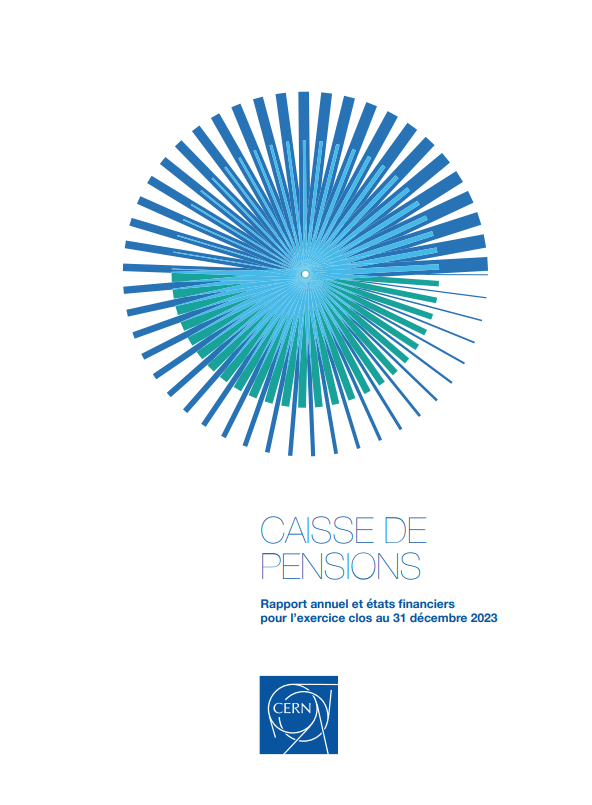 CAISSE DE
PENSIONS
Rapport annuel et états financiers
pour l'exercice clos au 31 décembre 2023
CERN